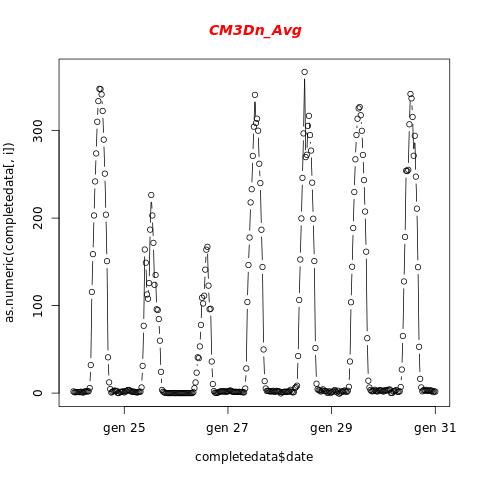 CM3Dn_Avg
as.numeric(completedata[, i])
300
200
100
0
gen 25
gen 27
gen 29
gen 31
completedata$date